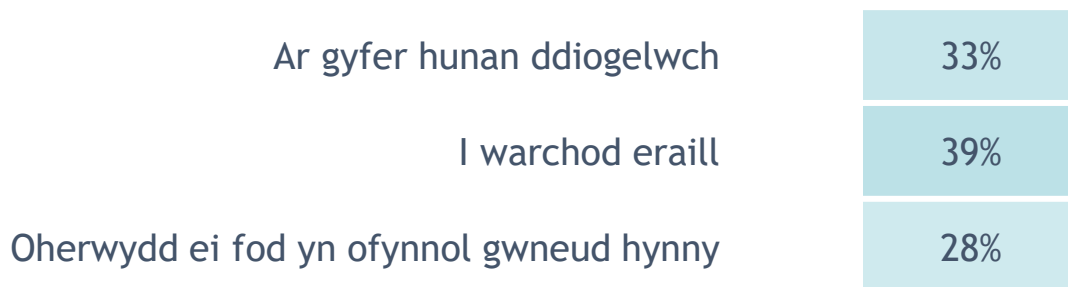 Ar gyfer hunan ddiogelwch 33%
I warchod eraill 39%
Oherwydd ei fod yn ofynnol gwneud hynny 28%